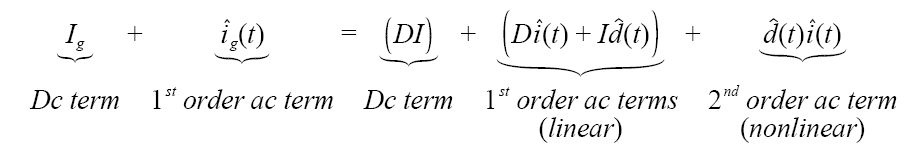 I_g + î_g(t) = (DI) + (Dî(t) + Id̂(t)) + d̂(t)î(t)
Dc term 1^st order ac term Dc term 1^st order ac terms 2^nd order ac term
(linear) (nonlinear)